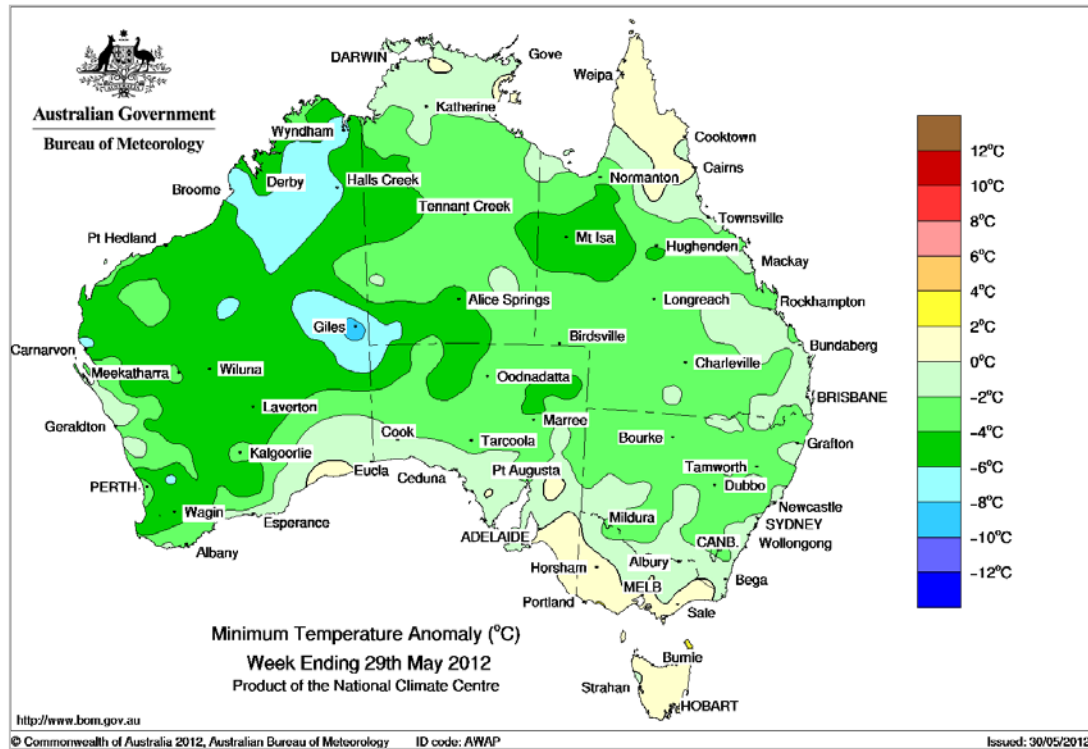 Australian Government
Bureau of Meteorology
DARWIN
Gove
Weipa
Katherine
Wyndham
Cooktown
Cairns
Derby
Halls Creek
Normanton
Broome
Tennant Creek
Townsville
Mt Isa
Hughenden
Pt Hedland
Mackay
Alice Springs
Longreach
Rockhampton
Giles
Birdsville
Bundaberg
Carnarvon
Meekatharra
Wiluna
Charleville
Oodnadatta
BRISBANE
Laverton
Marree
Geraldton
Cook
Tarcoola
Bourke
Grafton
Kalgoorlie
Eucla
Ceduna
Pt Augusta
Tamworth
PERTH
Dubbo
Wagin
Esperance
Mildura
Newcastle
SYDNEY
ADELAIDE
CANB.
Wollongong
Albany
Horsham
Albury
MELB
Bega
Portland
Sale
Burnie
Strahan
HOBART
12°C
10°C
8°C
6°C
4°C
2°C
0°C
-2°C
-4°C
-6°C
-8°C
-10°C
-12°C
Minimum Temperature Anomaly (°C)
Week Ending 29th May 2012
Product of the National Climate Centre
http://www.bom.gov.au
© Commonwealth of Australia 2012, Australian Bureau of Meteorology ID code: AWAP Issued: 30/05/2012